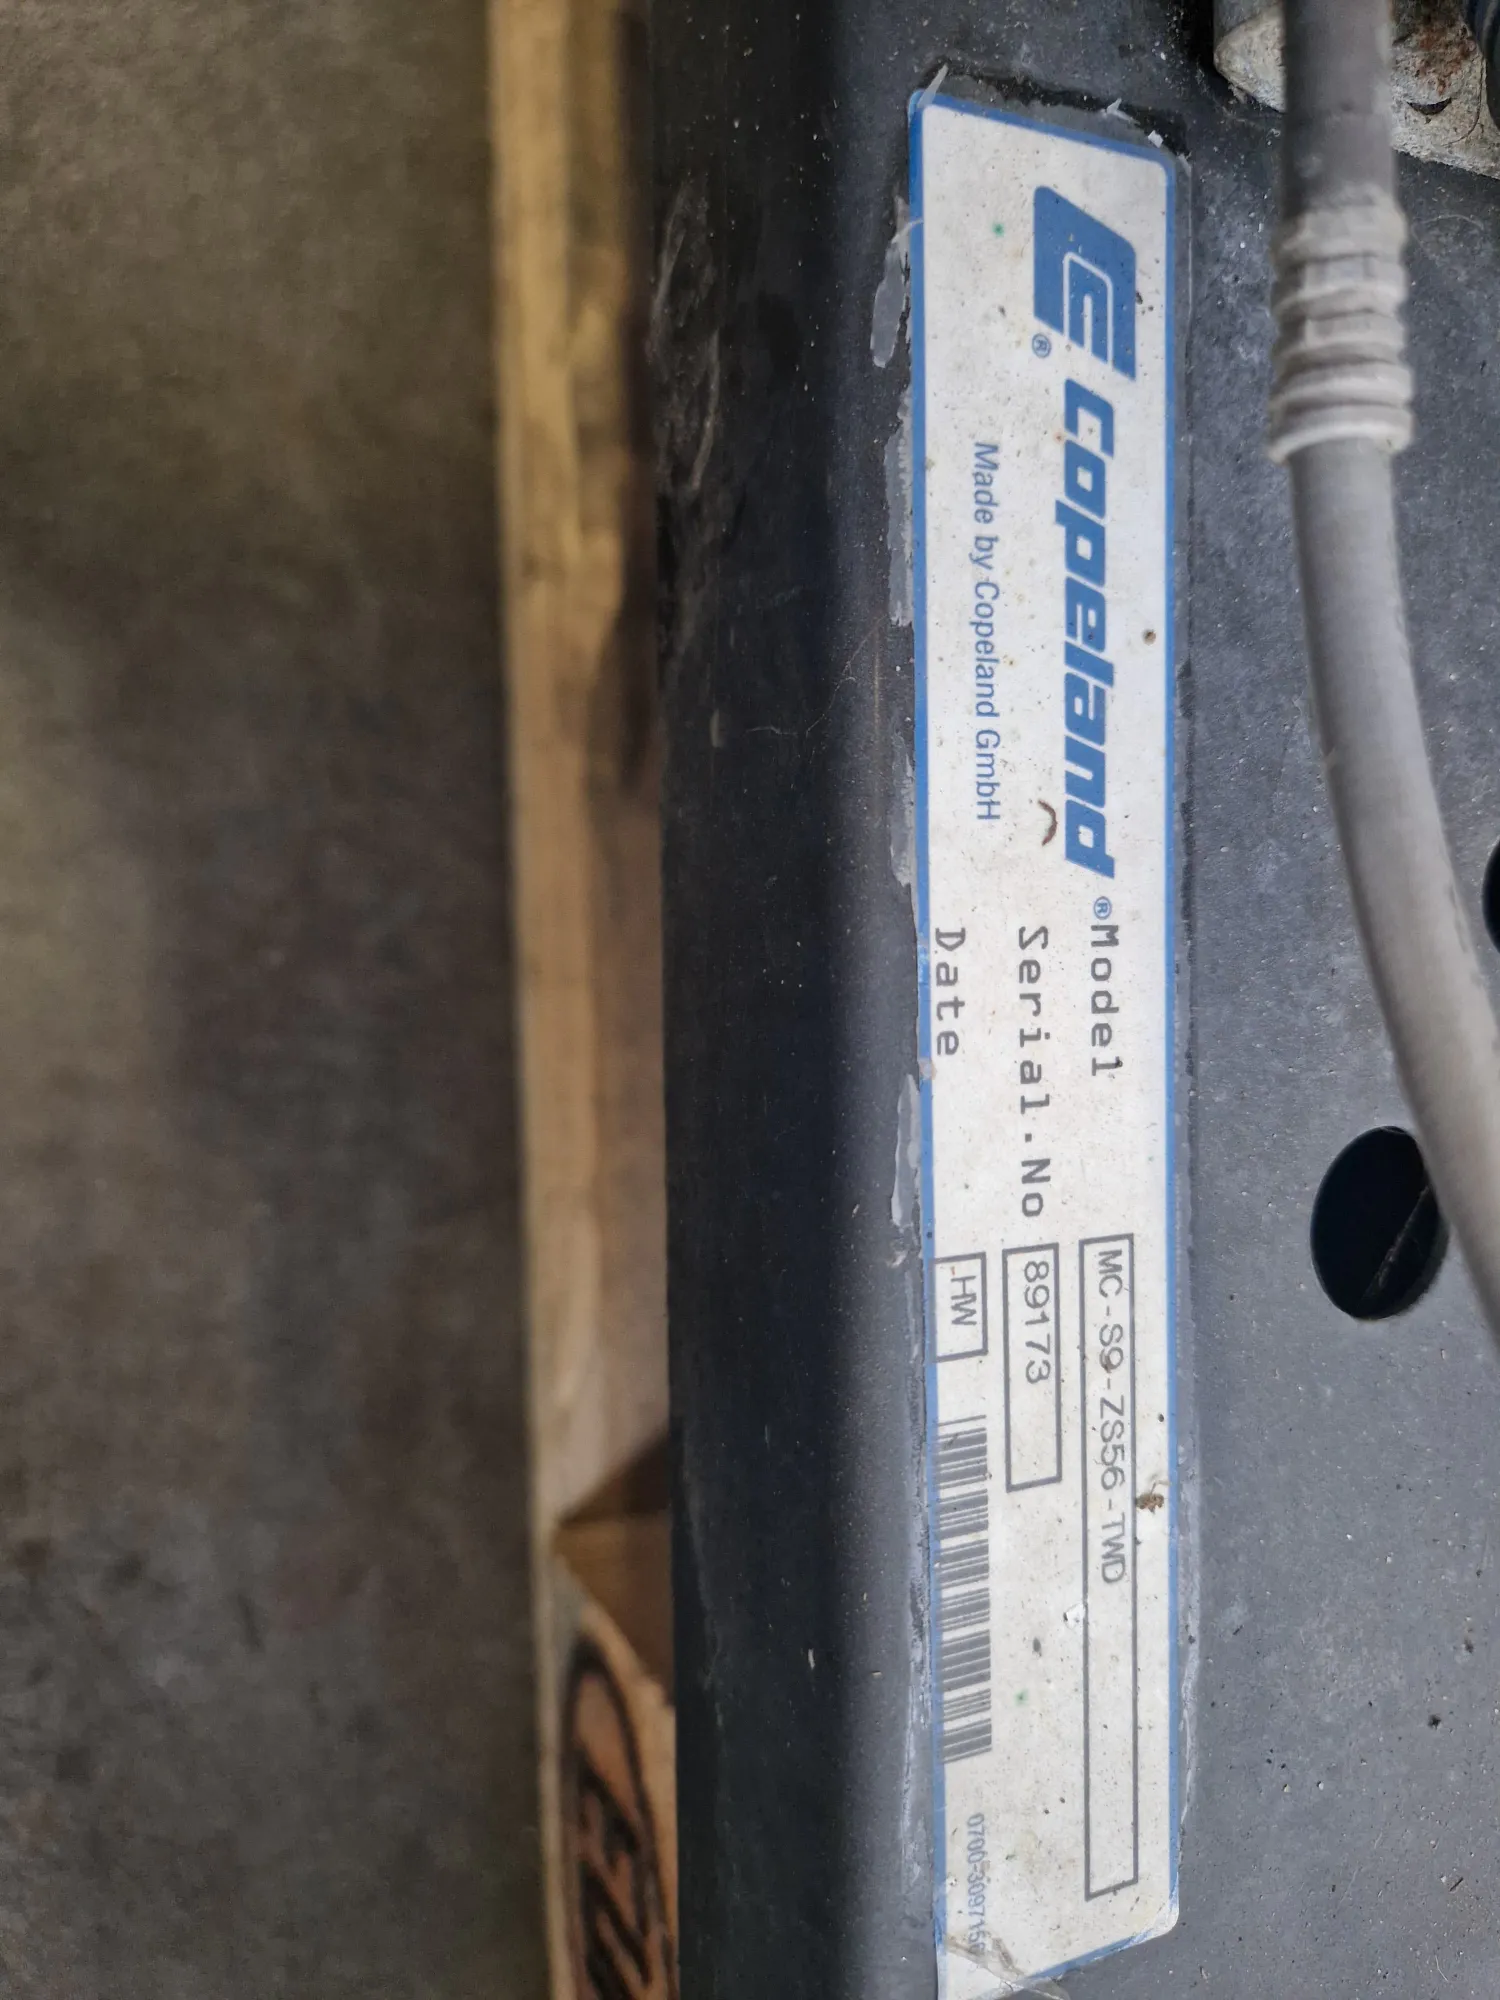 Copeland®
®
Made by Copeland GmbH
Model MC-S9-ZS56-TWD
Serial.No 89173
Date HW